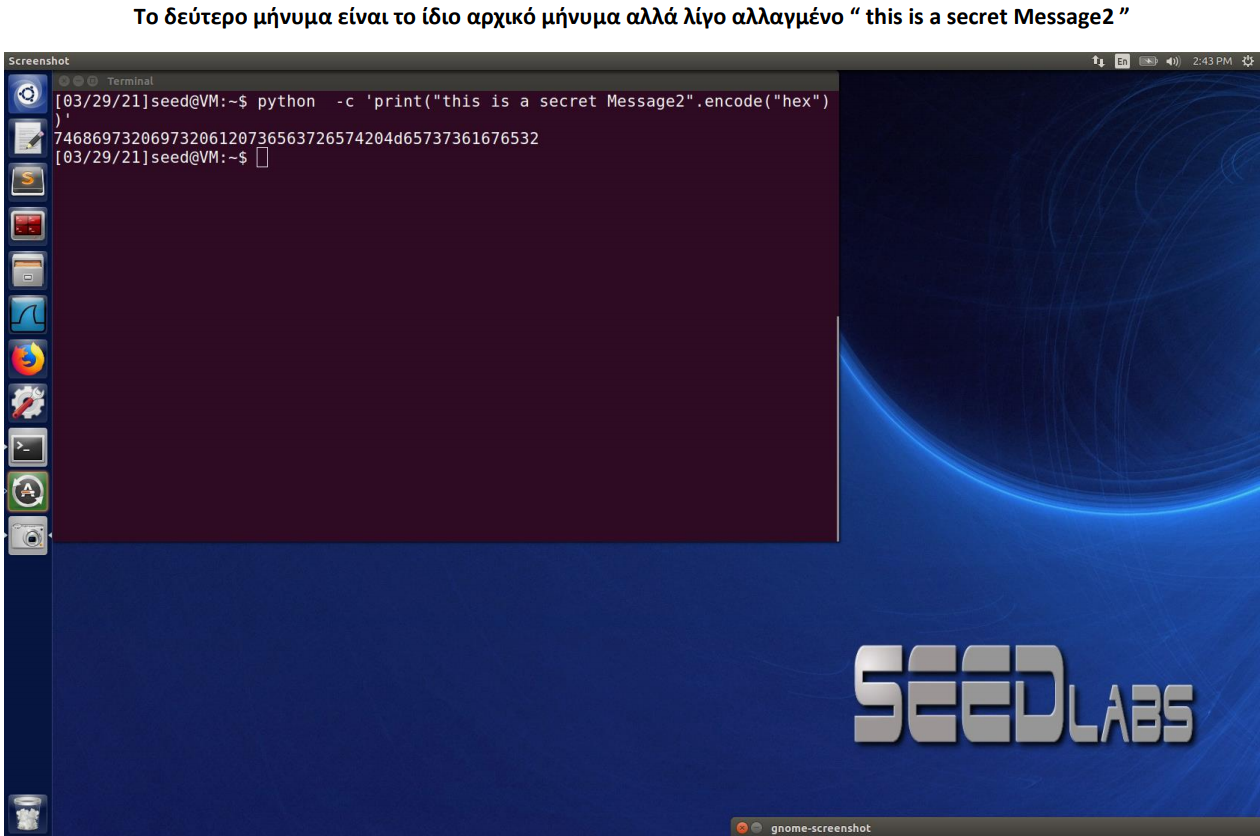 Το δεύτερο μήνυμα είναι το ίδιο αρχικό μήνυμα αλλά λίγο αλλαγμένο “ this is a secret Message2 ”
Screenshot
En
2:43 PM
Terminal
[03/29/21]seed@VM:~$ python  -c 'print("this is a secret Message2".encode("hex")
)'
74686973206973206120736563726574204d65737361676532
[03/29/21]seed@VM:~$
SEEDLABS
gnome-screenshot